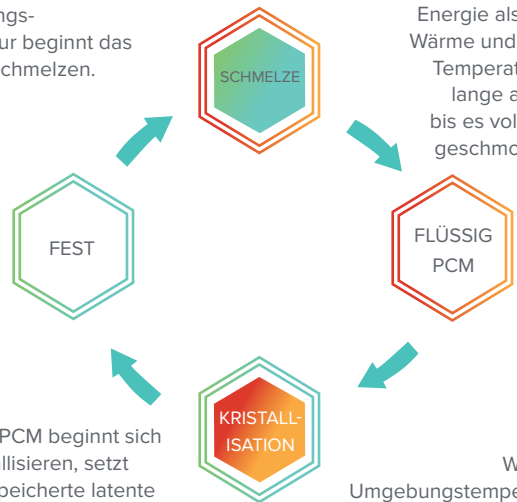 ngs-
ur beginnt das
chmelzen.
Energie als
Wärme und
Temperat
lange a
bis es vol
geschmo
SCHMELZE
FEST
FLÜSSIG
PCM
KRISTALL-
ISATION
PCM beginnt sich
allisieren, setzt
peicherte latente
W
Umgebungstempe